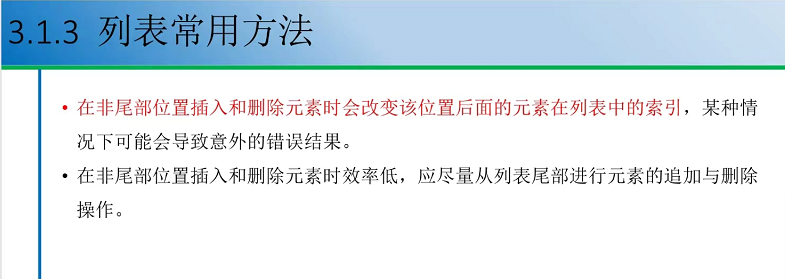 3.1.3 列表常用方法
• 在非尾部位置插入和删除元素时会改变该位置后面的元素在列表中的索引，某种情
况下可能会导致意外的错误结果。
• 在非尾部位置插入和删除元素时效率低，应尽量从列表尾部进行元素的追加与删除
操作。